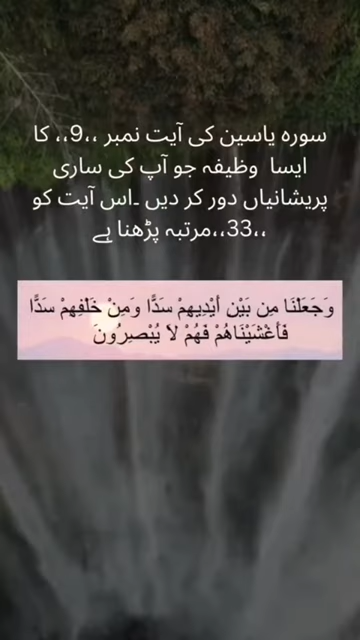 سورہ یاسین کی آیت نمبر ،،9،، کا
ایسا وظیفہ جو آپ کی ساری
پریشانیاں دور کر دیں ۔اس آیت کو
،،33،،مرتبہ پڑھنا ہے
وَجَعَلْنَا مِن بَيْنِ أَيْدِيهِمْ سَدًّا وَمِنْ خَلْفِهِمْ سَدًّا
فَأَغْشَيْنَاهُمْ فَهُمْ لاَ يُبْصِرُونَ